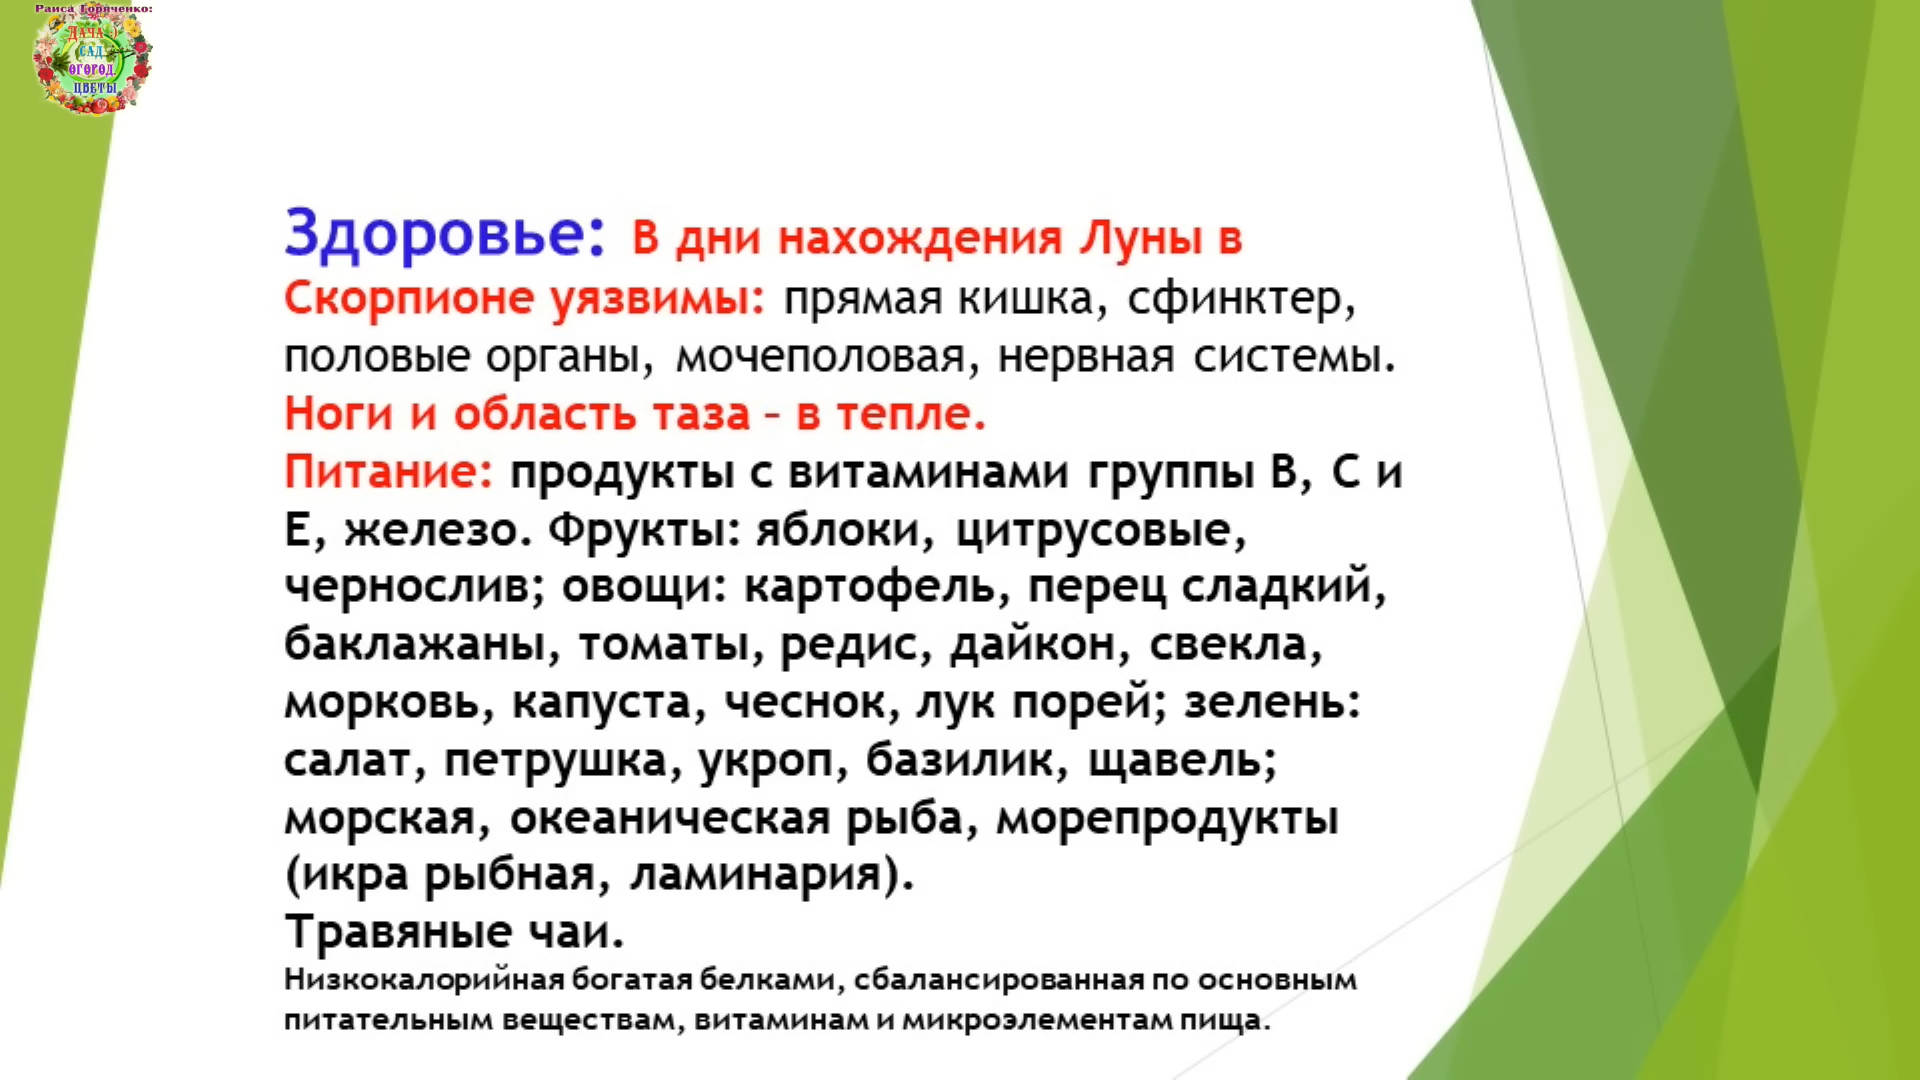 Раиса Горяченко:
ДАЧА
САД
ОГОРОД
ЦВЕТЫ
Здоровье: В дни нахождения Луны в
Скорпионе уязвимы: прямая кишка, сфинктер,
половые органы, мочеполовая, нервная системы.
Ноги и область таза – в тепле.
Питание: продукты с витаминами группы В, С и
Е, железо. Фрукты: яблоки, цитрусовые,
чернослив; овощи: картофель, перец сладкий,
баклажаны, томаты, редис, дайкон, свекла,
морковь, капуста, чеснок, лук порей; зелень:
салат, петрушка, укроп, базилик, щавель;
морская, океаническая рыба, морепродукты
(икра рыбная, ламинария).
Травяные чаи.
Низкокалорийная богатая белками, сбалансированная по основным
питательным веществам, витаминам и микроэлементам пища.